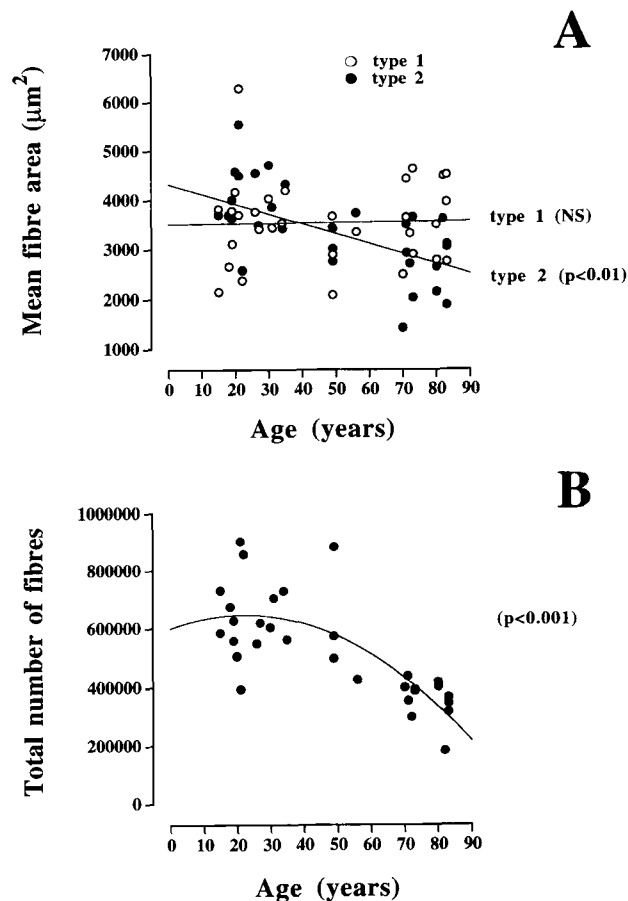 A
type 1
type 2
Mean fibre area (μm²)
7000
6000
5000
4000
3000
2000
1000
type 1 (NS)
type 2 (p<0.01)
0 10 20 30 40 50 60 70 80 90
Age (years)
B
Total number of fibres
1000000
800000
600000
400000
200000
0
(p<0.001)
0 10 20 30 40 50 60 70 80 90
Age (years)